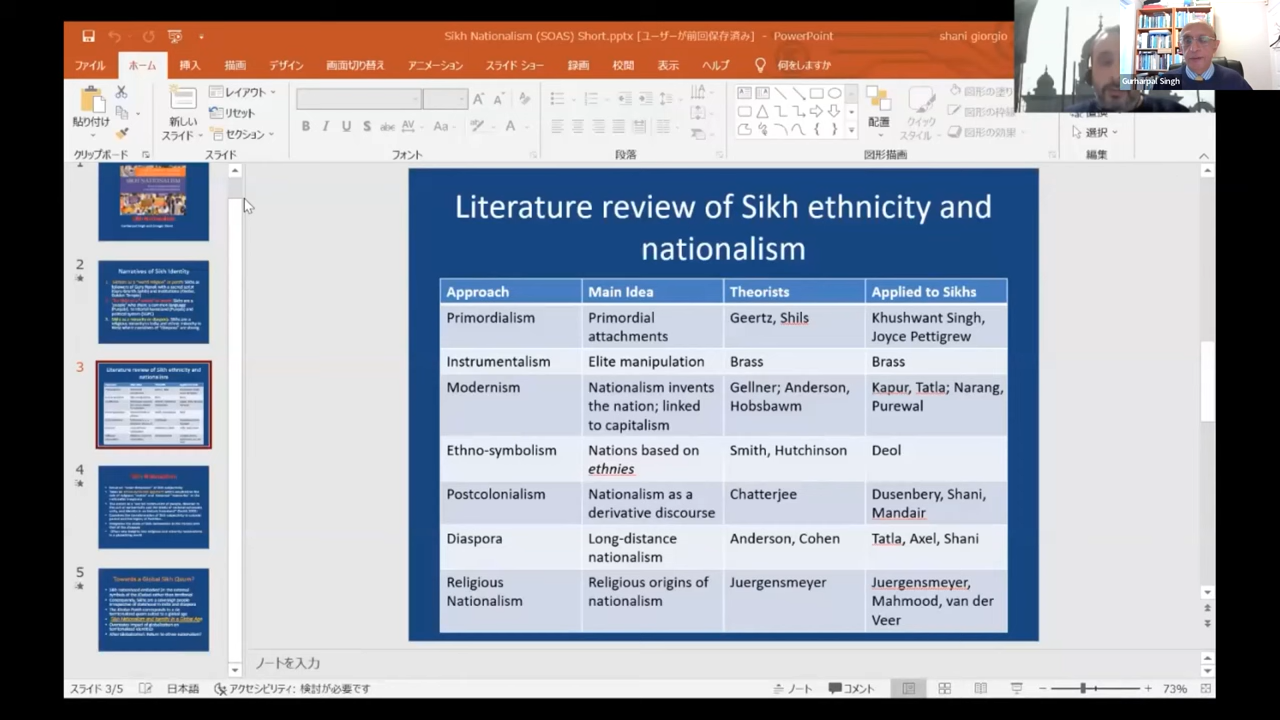 Sikh Nationalism (SOAS) Short.pptx [ユーザーが前回保存済み] - PowerPoint
shani giorgio
Gurharpal Singh
ファイル ホーム 挿入 描画 デザイン 画面切り替え アニメーション スライド ショー 録画 校閲 表示 ヘルプ 何をしますか
貼り付け
新しい
スライド
レイアウト
リセット
セクション
配置
クイック
スタイル
図形の枠線
図形の効果
選択
クリップボード スライド フォント 段落 図形描画 編集
2
Narratives of Sikh Identity
3
Literature review of Sikh ethnicity and
nationalism
4
5
Towards a Global Sikh Qaum?
Literature review of Sikh ethnicity and
nationalism
Approach Main Idea Theorists Applied to Sikhs
Primordialism Primordial Geertz, Shils Khushwant Singh,
attachments Joyce Pettigrew
Instrumentalism Elite manipulation Brass Brass
Modernism Nationalism invents Gellner; Anderson,
the nation; linked Hobsbawm Purewal
to capitalism
Tatla; Narang,
Ethno-symbolism Nations based on Smith, Hutchinson Deol
ethnies
Postcolonialism Nationalism as a Chatterjee Dusenbery, Shani,
derivative discourse Mandair
Diaspora Long-distance Anderson, Cohen Tatla, Axel, Shani
nationalism
Religious Religious origins of Juergensmeyer Juergensmeyer,
Nationalism nationalism Mahmood, van der
Veer
ノートを入力
スライド 3/5 日本語 アクセシビリティ: 検討が必要です ノート コメント 73%